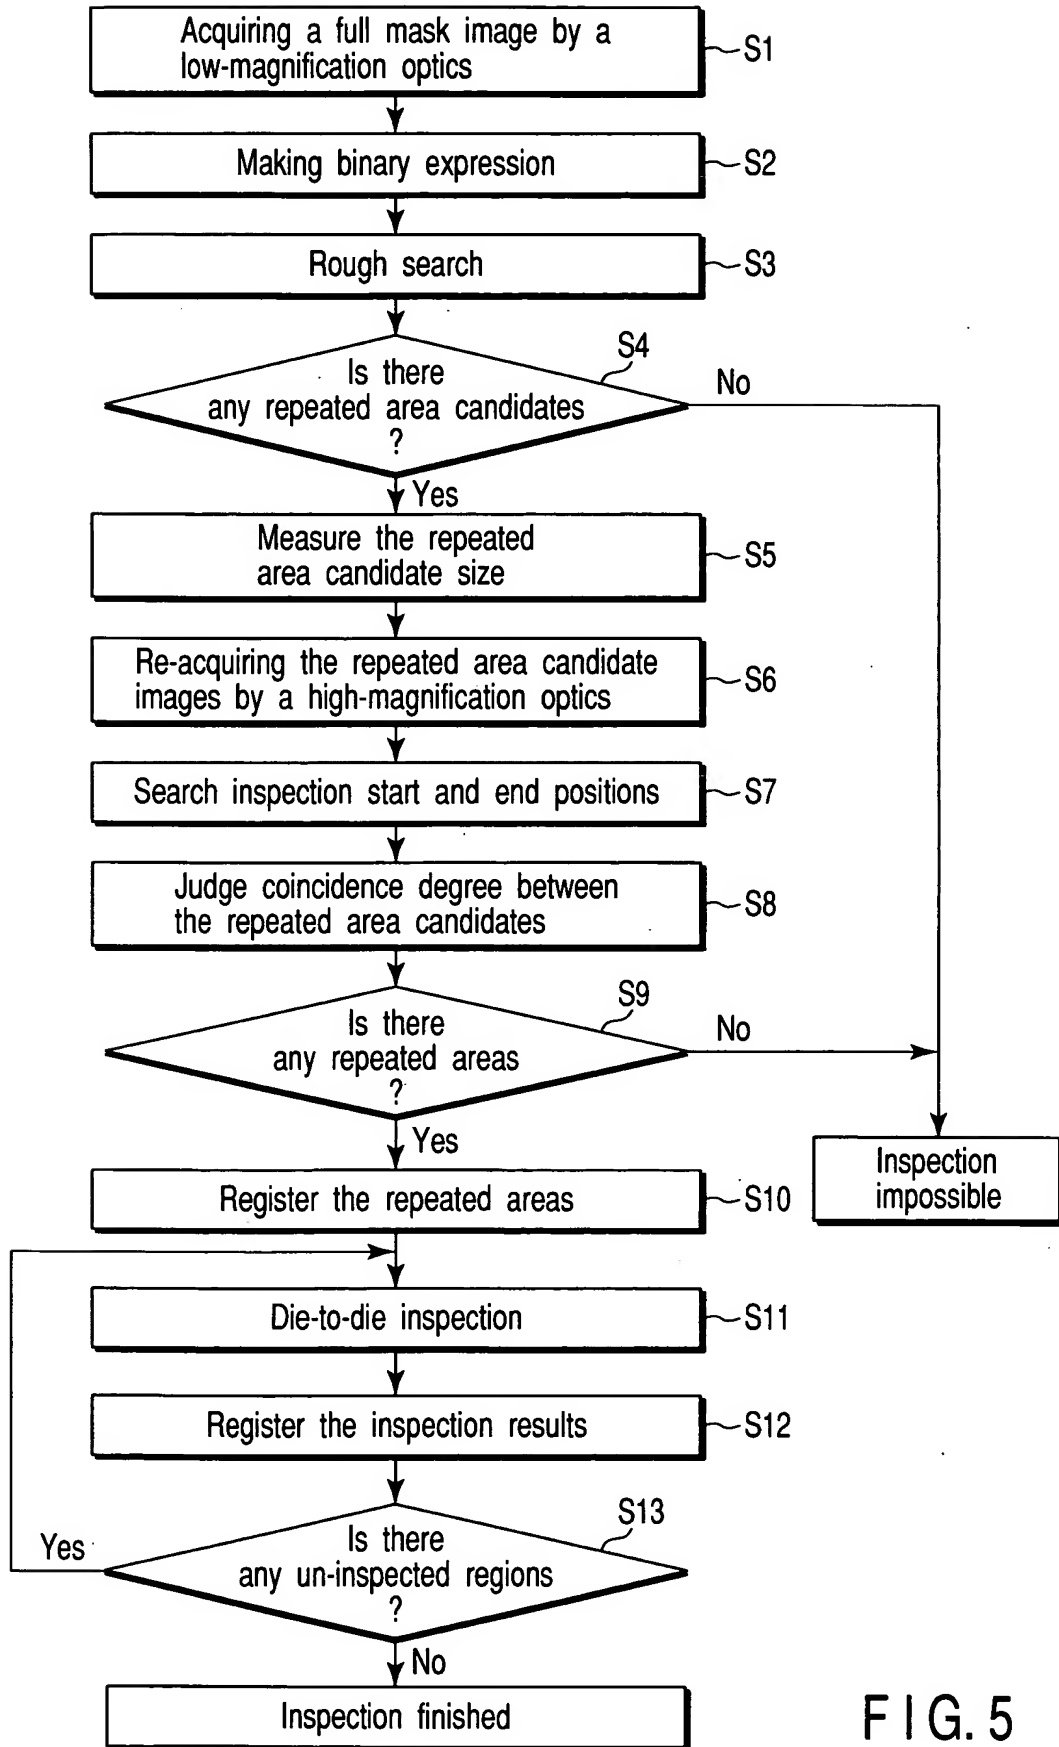 Acquiring a full mask image by a
low-magnification optics
S1
Making binary expression
S2
Rough search
S3
S4
Is there
any repeated area candidates
?
No
Yes
Measure the repeated
area candidate size
S5
Re-acquiring the repeated area candidate
images by a high-magnification optics
S6
Search inspection start and end positions
S7
Judge coincidence degree between
the repeated area candidates
S8
S9
Is there
any repeated areas
?
No
Yes
Inspection
impossible
Register the repeated areas
S10
Die-to-die inspection
S11
Register the inspection results
S12
S13
Is there
any un-inspected regions
?
Yes
No
Inspection finished
FIG. 5